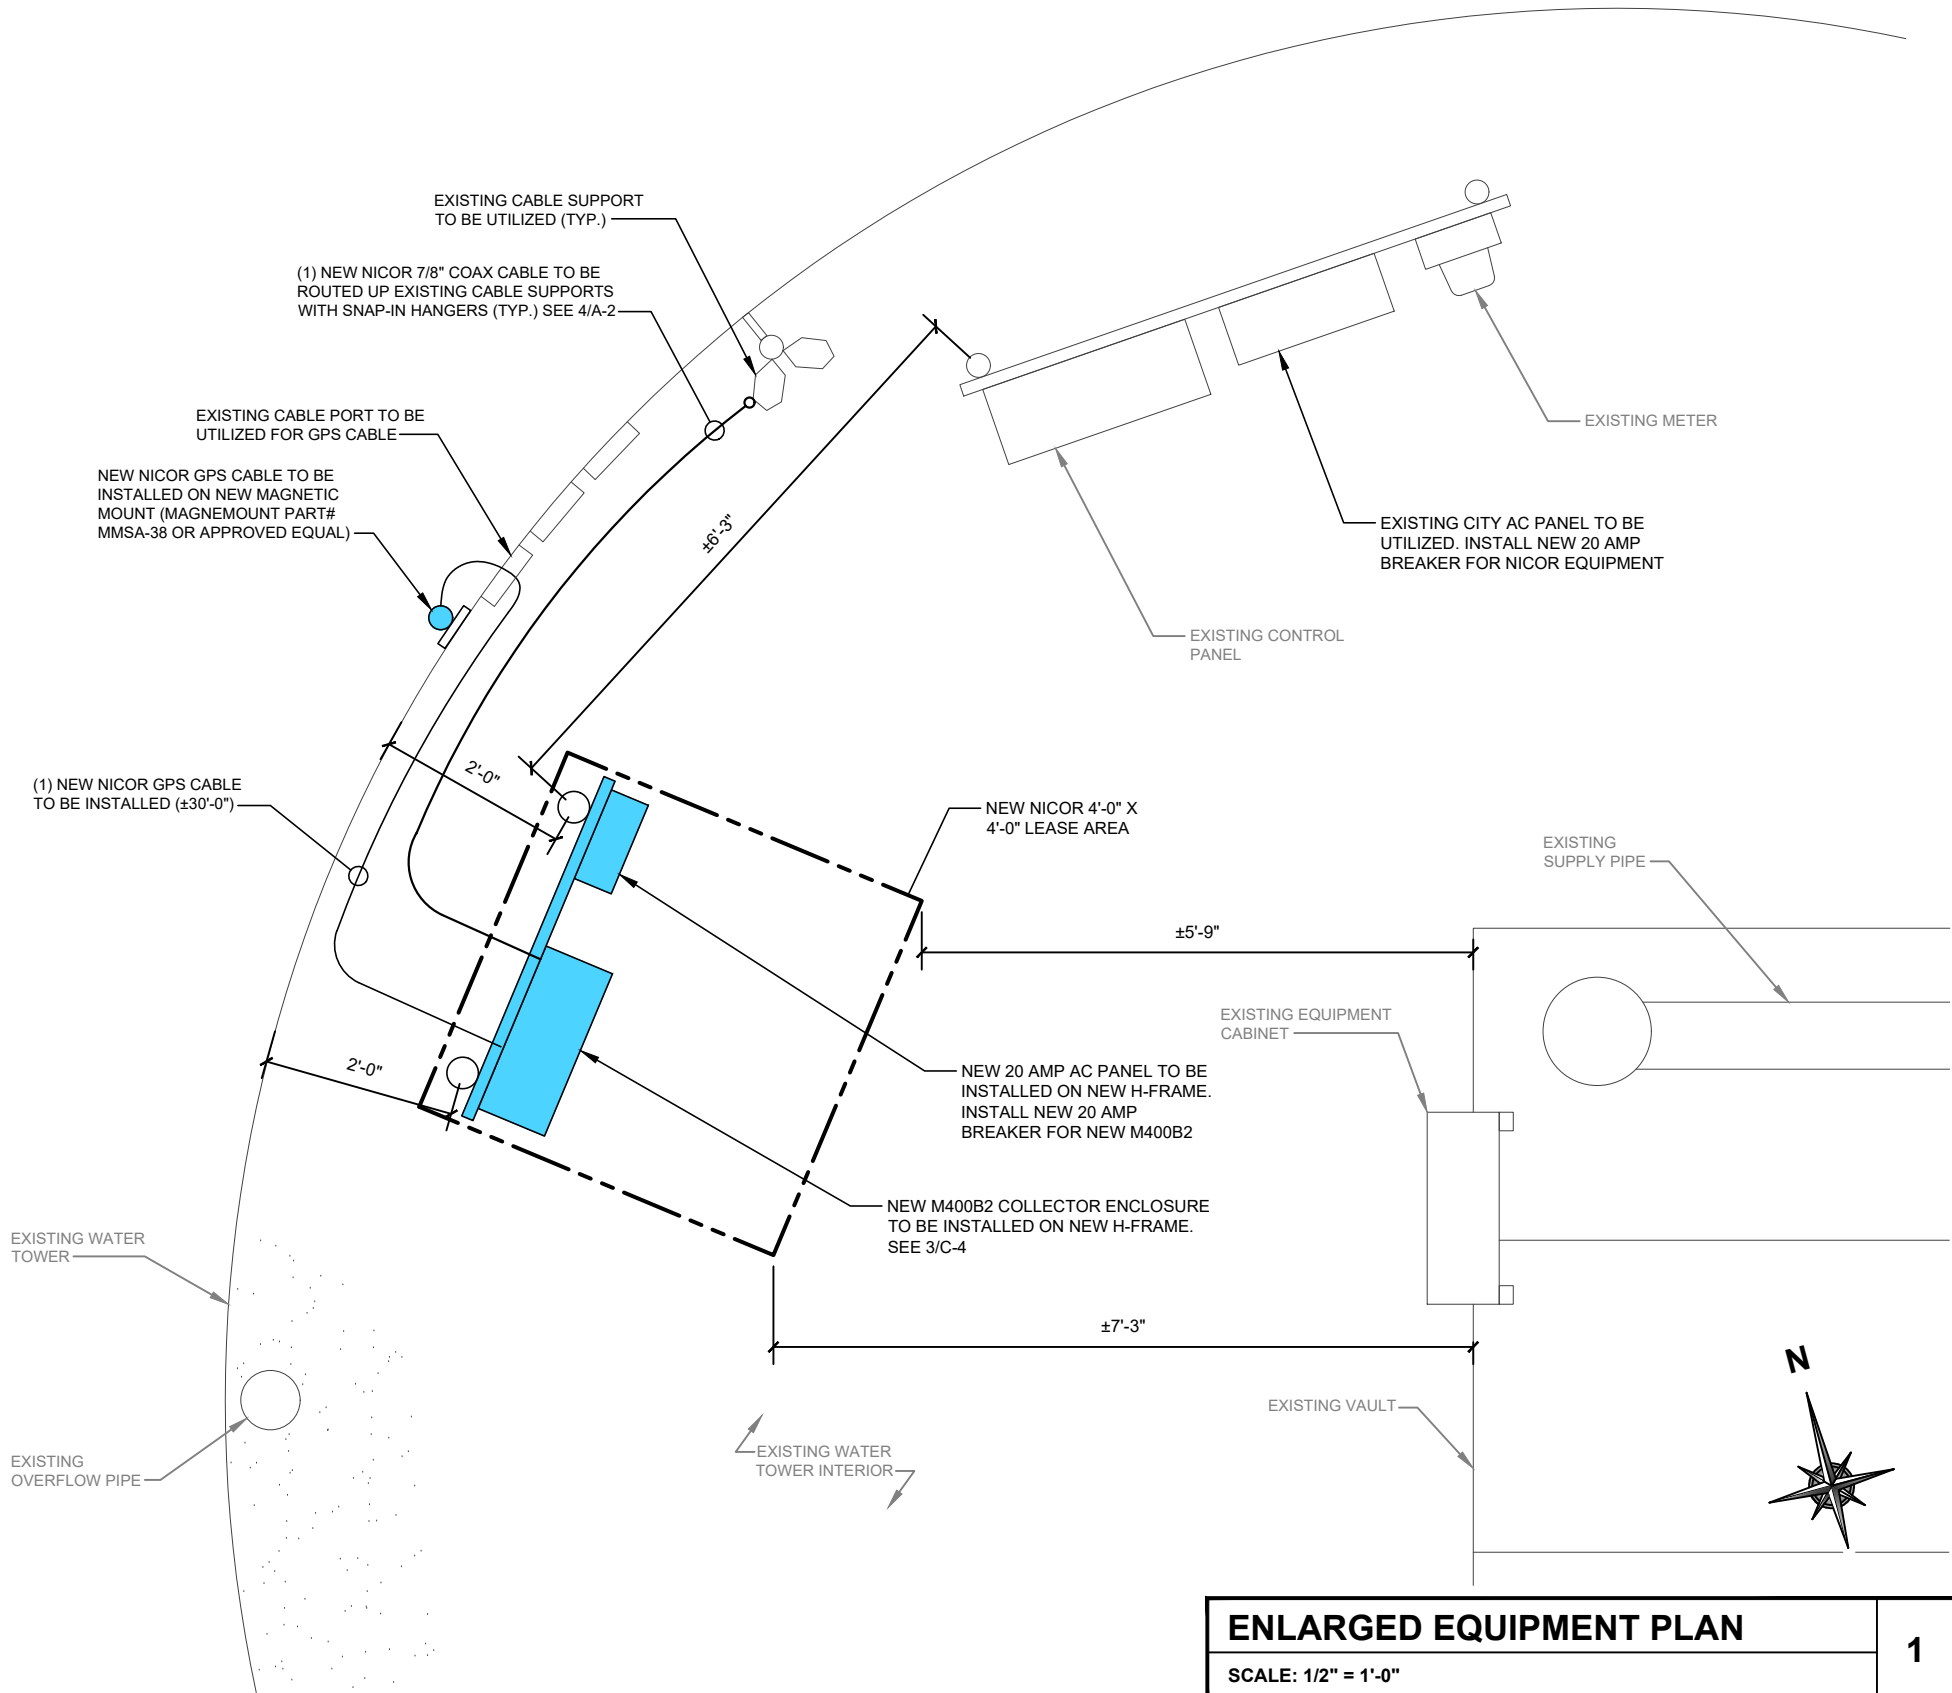 EXISTING CABLE SUPPORT
TO BE UTILIZED (TYP.)
(1) NEW NICOR 7/8" COAX CABLE TO BE
ROUTED UP EXISTING CABLE SUPPORTS
WITH SNAP-IN HANGERS (TYP.) SEE 4/A-2
EXISTING CABLE PORT TO BE
UTILIZED FOR GPS CABLE
NEW NICOR GPS CABLE TO BE
INSTALLED ON NEW MAGNETIC
MOUNT (MAGNEMOUNT PART#
MMSA-38 OR APPROVED EQUAL)
EXISTING METER
EXISTING CITY AC PANEL TO BE
UTILIZED. INSTALL NEW 20 AMP
BREAKER FOR NICOR EQUIPMENT
±6'-3"
EXISTING CONTROL
PANEL
2'-0"
(1) NEW NICOR GPS CABLE
TO BE INSTALLED (±30'-0")
NEW NICOR 4'-0" X
4'-0" LEASE AREA
EXISTING
SUPPLY PIPE
±5'-9"
EXISTING EQUIPMENT
CABINET
2'-0"
NEW 20 AMP AC PANEL TO BE
INSTALLED ON NEW H-FRAME.
INSTALL NEW 20 AMP
BREAKER FOR NEW M400B2
NEW M400B2 COLLECTOR ENCLOSURE
TO BE INSTALLED ON NEW H-FRAME.
SEE 3/C-4
EXISTING WATER
TOWER
±7'-3"
N
EXISTING VAULT
EXISTING WATER
TOWER INTERIOR
EXISTING
OVERFLOW PIPE
ENLARGED EQUIPMENT PLAN
1
SCALE: 1/2" = 1'-0"